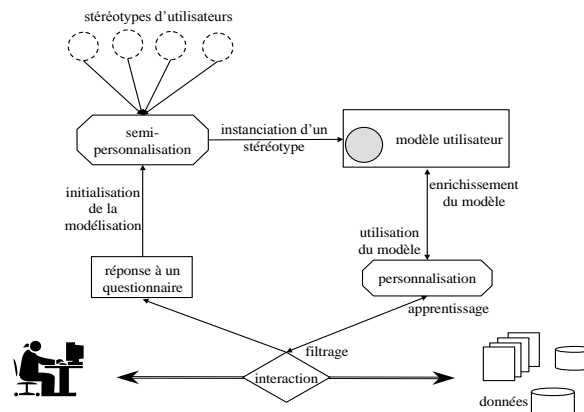 stéréotypes d'utilisateurs
semi-
personnalisation
instanciation d'un
stéréotype
modèle utilisateur
initialisation
de la
modélisation
enrichissement
du modèle
utilisation
du modèle
réponse à un
questionnaire
personnalisation
apprentissage
filtrage
interaction
données